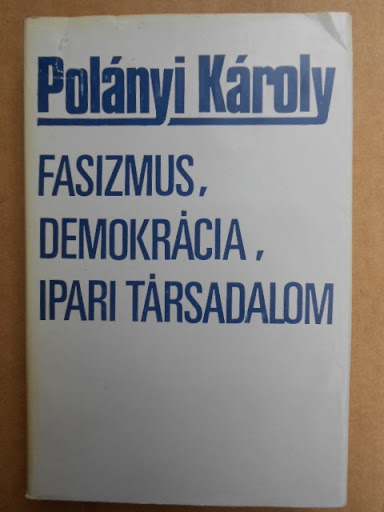 Polányi Károly
FASIZMUS,
DEMOKRÁCIA,
IPARI TÁRSADALOM